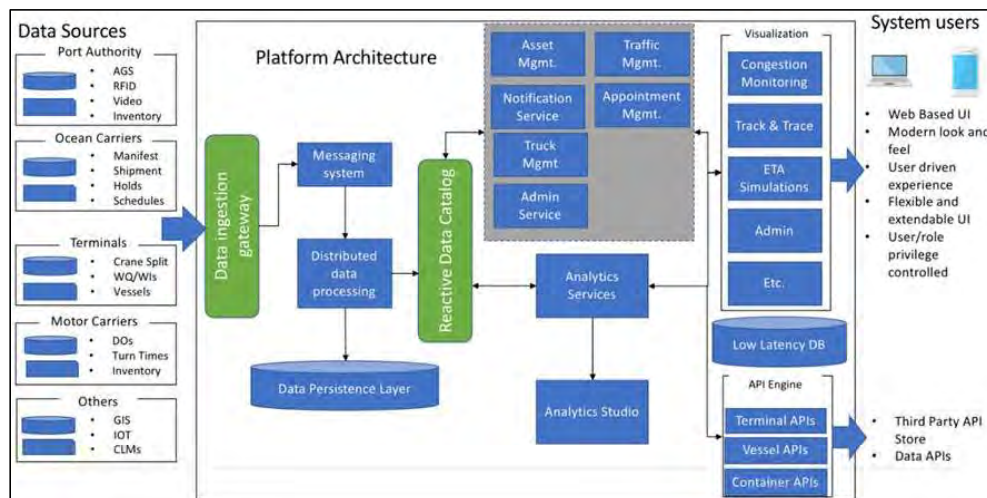 Data Sources
Port Authority
• AGS
• RFID
• Video
• Inventory
Ocean Carriers
• Manifest
• Shipment
• Holds
• Schedules
Terminals
• Crane Split
• WQ/WIs
• Vessels
Motor Carriers
• DOs
• Turn Times
• Inventory
Others
• GIS
• IOT
• CLMs
Platform Architecture
Data ingestion
gateway
Messaging
system
Distributed
data
processing
Data Persistence Layer
Reactive Data Catalog
Asset
Mgmt.
Traffic
Mgmt.
Notification
Service
Appointment
Mgmt.
Truck
Mgmt
Admin
Service
Analytics
Services
Analytics Studio
Visualization
Congestion
Monitoring
Track & Trace
ETA
Simulations
Admin
Etc.
Low Latency DB
API Engine
Terminal APIs
Vessel APIs
Container APIs
System users
• Web Based UI
• Modern look and
feel
• User driven
experience
• Flexible and
extendable UI
• User/role
privilege
controlled
• Third Party API
Store
• Data APIs